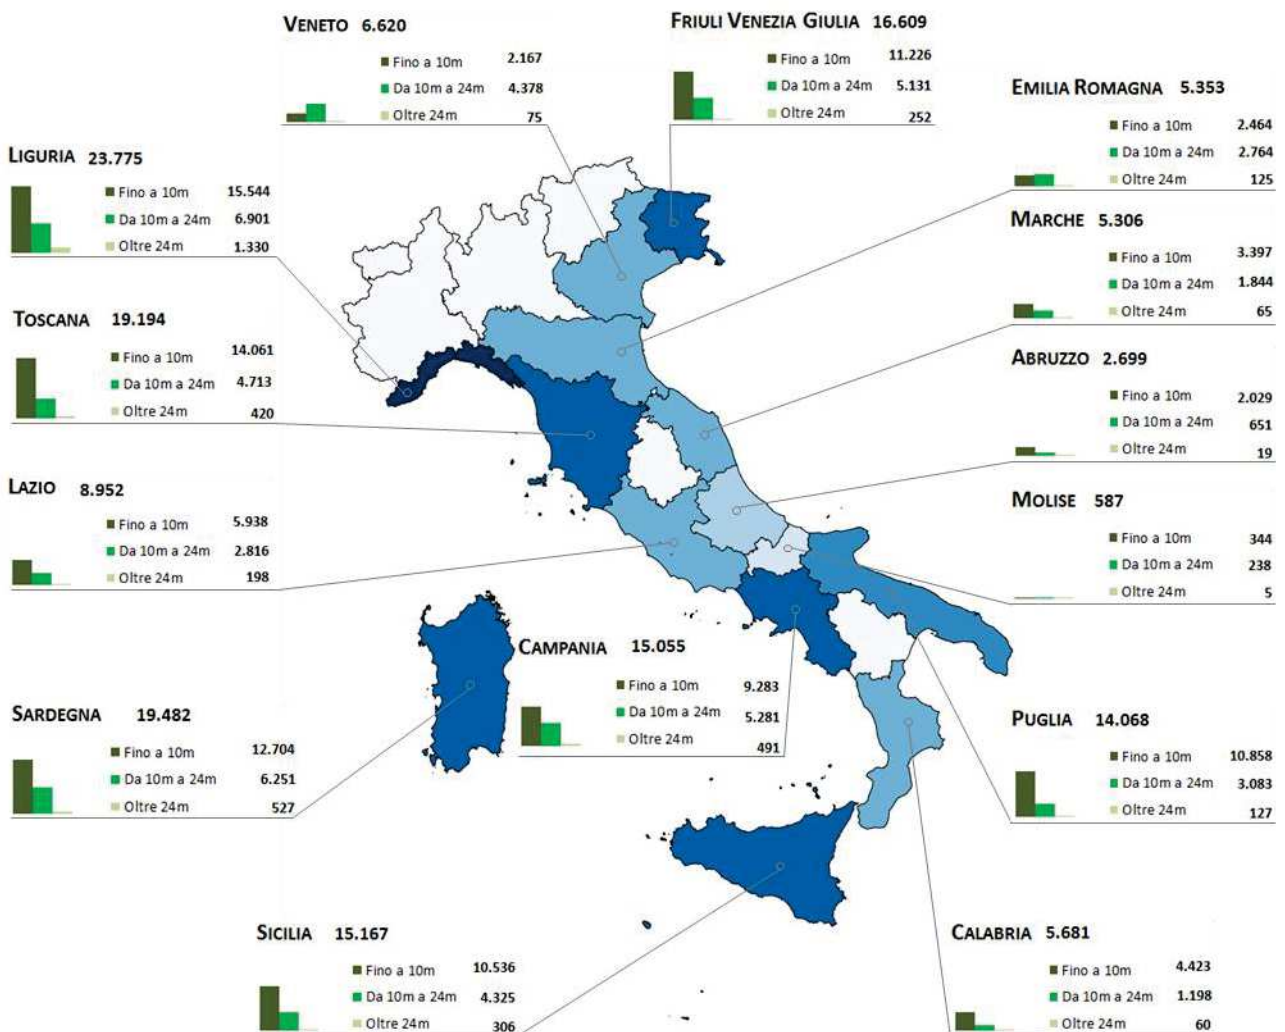 VENETO 6.620
Fino a 10m 2.167
Da 10m a 24m 4.378
Oltre 24m 75
FRIULI VENEZIA GIULIA 16.609
Fino a 10m 11.226
Da 10m a 24m 5.131
Oltre 24m 252
EMILIA ROMAGNA 5.353
Fino a 10m 2.464
Da 10m a 24m 2.764
Oltre 24m 125
LIGURIA 23.775
Fino a 10m 15.544
Da 10m a 24m 6.901
Oltre 24m 1.330
MARCHE 5.306
Fino a 10m 3.397
Da 10m a 24m 1.844
Oltre 24m 65
TOSCANA 19.194
Fino a 10m 14.061
Da 10m a 24m 4.713
Oltre 24m 420
ABRUZZO 2.699
Fino a 10m 2.029
Da 10m a 24m 651
Oltre 24m 19
LAZIO 8.952
Fino a 10m 5.938
Da 10m a 24m 2.816
Oltre 24m 198
MOLISE 587
Fino a 10m 344
Da 10m a 24m 238
Oltre 24m 5
CAMPANIA 15.055
Fino a 10m 9.283
Da 10m a 24m 5.281
Oltre 24m 491
SARDEGNA 19.482
Fino a 10m 12.704
Da 10m a 24m 6.251
Oltre 24m 527
PUGLIA 14.068
Fino a 10m 10.858
Da 10m a 24m 3.083
Oltre 24m 127
SICILIA 15.167
Fino a 10m 10.536
Da 10m a 24m 4.325
Oltre 24m 306
CALABRIA 5.681
Fino a 10m 4.423
Da 10m a 24m 1.198
Oltre 24m 60